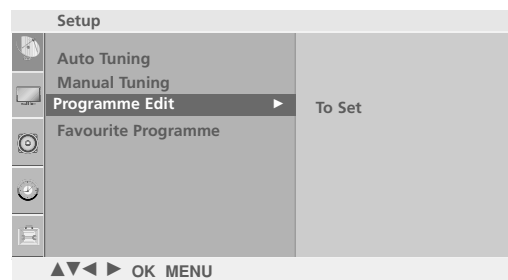 Setup
Auto Tuning
Manual Tuning
Programme Edit ►
To Set
Favourite Programme
▲▼◄ ► OK MENU